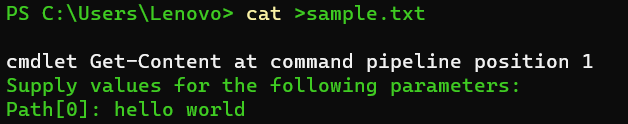 PS C:\Users\Lenovo> cat >sample.txt
cmdlet Get-Content at command pipeline position 1
Supply values for the following parameters:
Path[0]: hello world